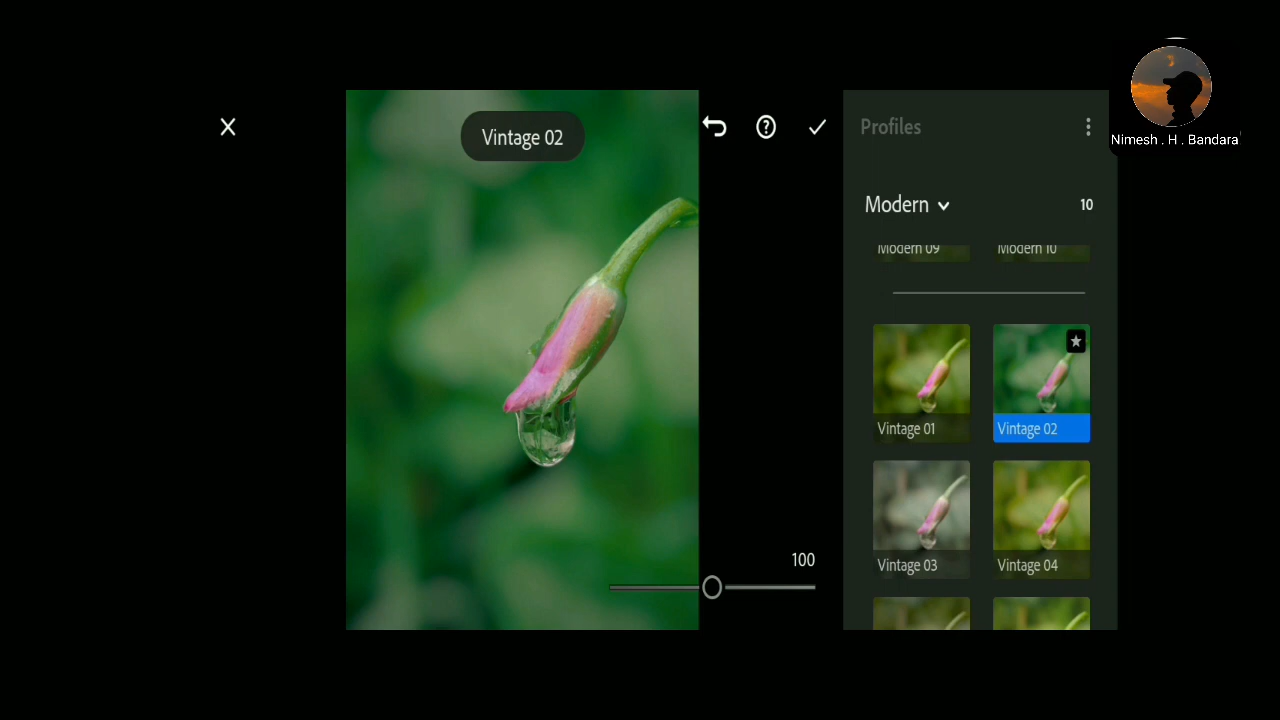 Vintage 02
Profiles
Nimesh . H . Bandara
Modern
10
Modern 09
Modern 10
Vintage 01
Vintage 02
Vintage 03
Vintage 04
100